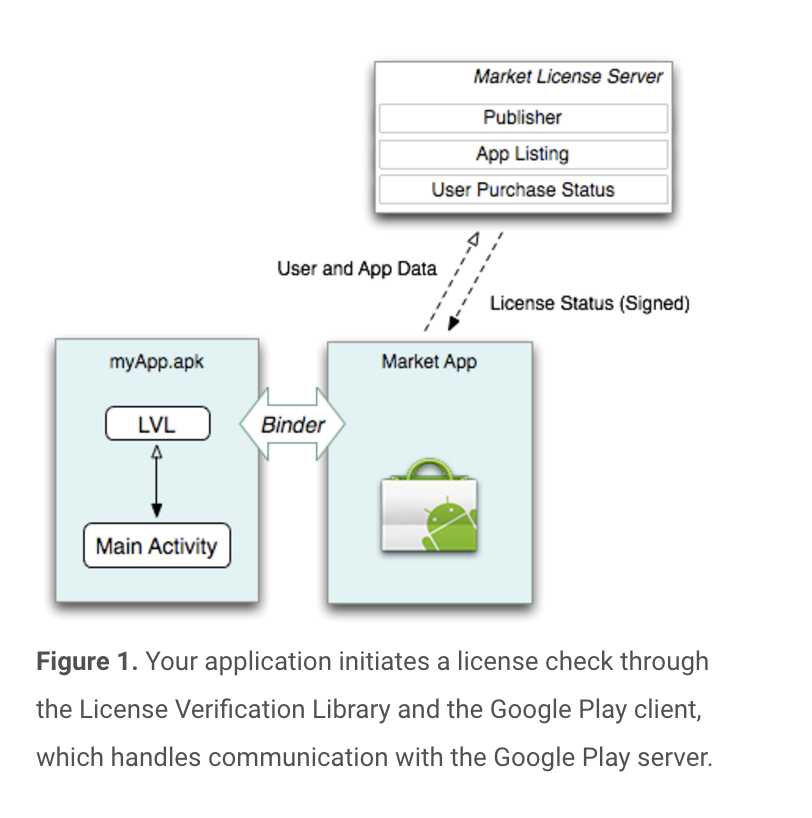 Market License Server
Publisher
App Listing
User Purchase Status
User and App Data
License Status (Signed)
myApp.apk
LVL
Main Activity
Binder
Market App
Figure 1. Your application initiates a license check through
the License Verification Library and the Google Play client,
which handles communication with the Google Play server.